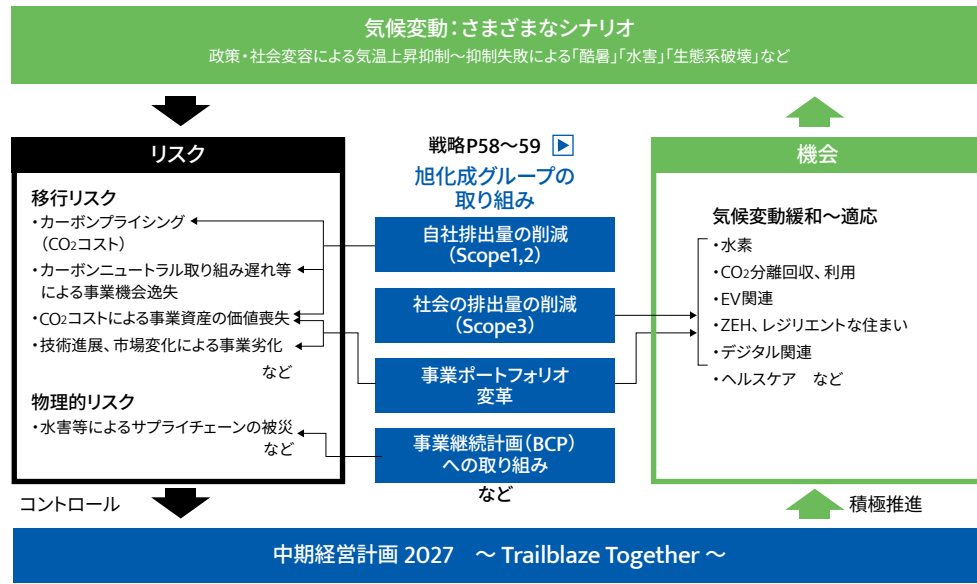 気候変動：さまざまなシナリオ
政策・社会変容による気温上昇抑制～抑制失敗による「酷暑」「水害」「生態系破壊」など
リスク
移行リスク
・カーボンプライシング
（CO2コスト）
・カーボンニュートラル取り組み遅れ等
による事業機会逸失
・CO2コストによる事業資産の価値喪失
・技術進展、市場変化による事業劣化
など
物理的リスク
・水害等によるサプライチェーンの被災
など
コントロール
戦略P58～59
旭化成グループの
取り組み
自社排出量の削減
（Scope1,2）
社会の排出量の削減
（Scope3）
事業ポートフォリオ
変革
事業継続計画（BCP）
への取り組み
など
機会
気候変動緩和～適応
・水素
・CO2分離回収、利用
・EV関連
・ZEH、レジリエントな住まい
・デジタル関連
・ヘルスケア　など
積極推進
中期経営計画 2027　～ Trailblaze Together ～